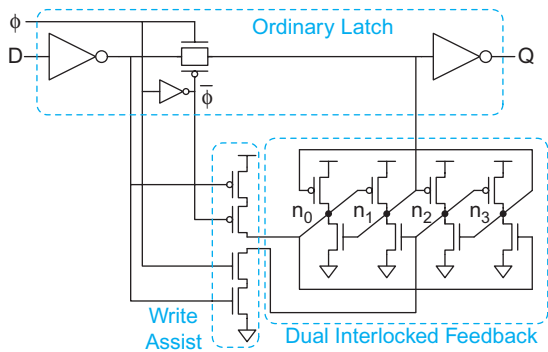 ϕ
Ordinary Latch
D
Q
ϕ̅
n0
n1
n2
n3
Write
Assist
Dual Interlocked Feedback